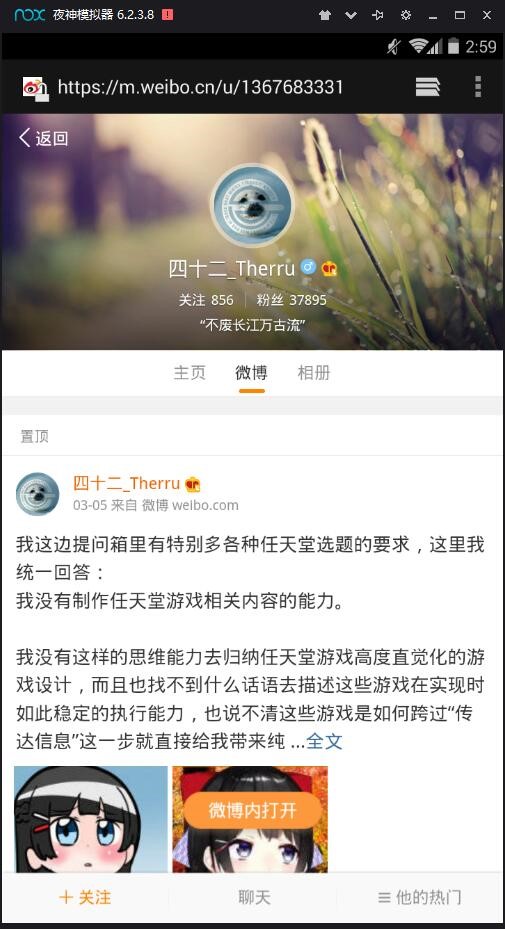 nox 夜神模拟器 6.2.3.8
2:59
https://m.weibo.cn/u/1367683331
返回
四十二_Therru
关注 856 粉丝 37895
“不废长江万古流”
主页 微博 相册
置顶
四十二_Therru
03-05 来自 微博 weibo.com
我这边提问箱里有特别多各种任天堂选题的要求，这里我
统一回答：
我没有制作任天堂游戏相关内容的能力。
我没有这样的思维能力去归纳任天堂游戏高度直觉化的游
戏设计，而且也找不到什么话语去描述这些游戏在实现时
如此稳定的执行能力，也说不清这些游戏是如何跨过“传
达信息”这一步就直接给我带来纯 ...全文
微博内打开
关注 聊天 他的热门